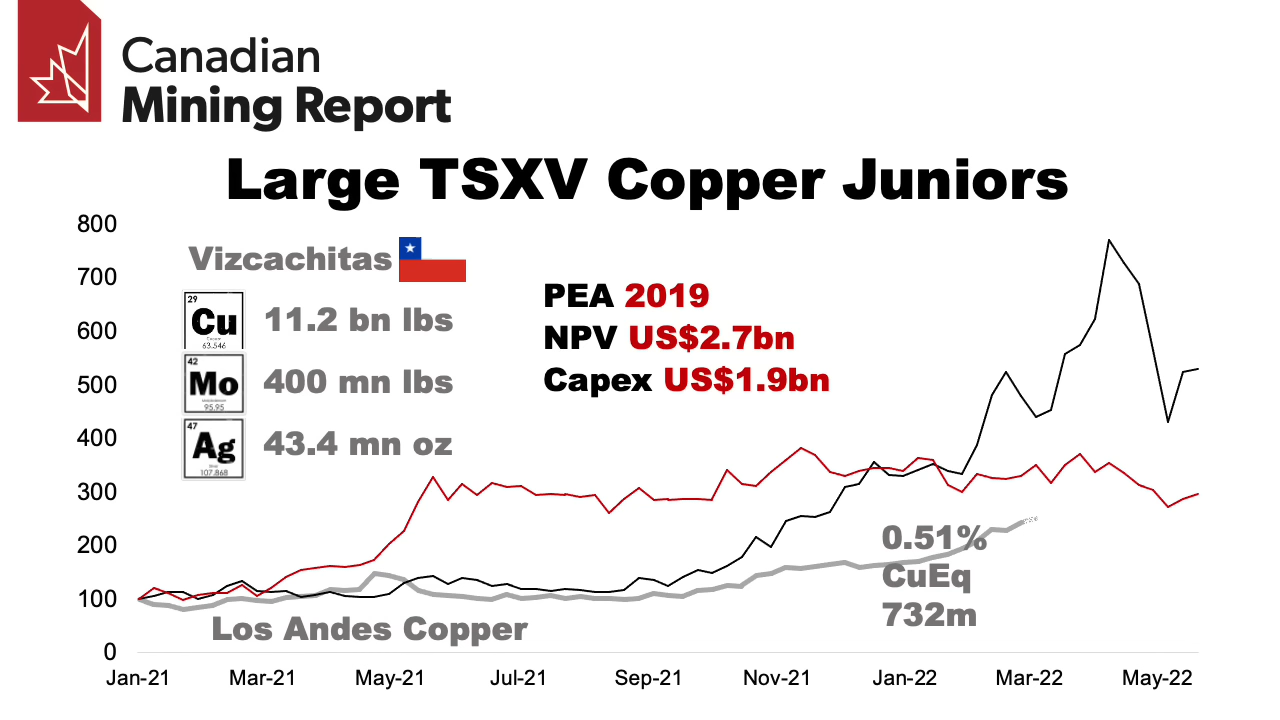 Canadian
Mining Report
Large TSXV Copper Juniors
800
700
600
500
400
300
200
100
0
Vizcachitas
29
Cu
63.546
11.2 bn lbs
42
Mo
95.95
400 mn lbs
47
Ag
107.868
43.4 mn oz
PEA 2019
NPV US$2.7bn
Capex US$1.9bn
0.51%
CuEq
732m
Los Andes Copper
Jan-21
Mar-21
May-21
Jul-21
Sep-21
Nov-21
Jan-22
Mar-22
May-22